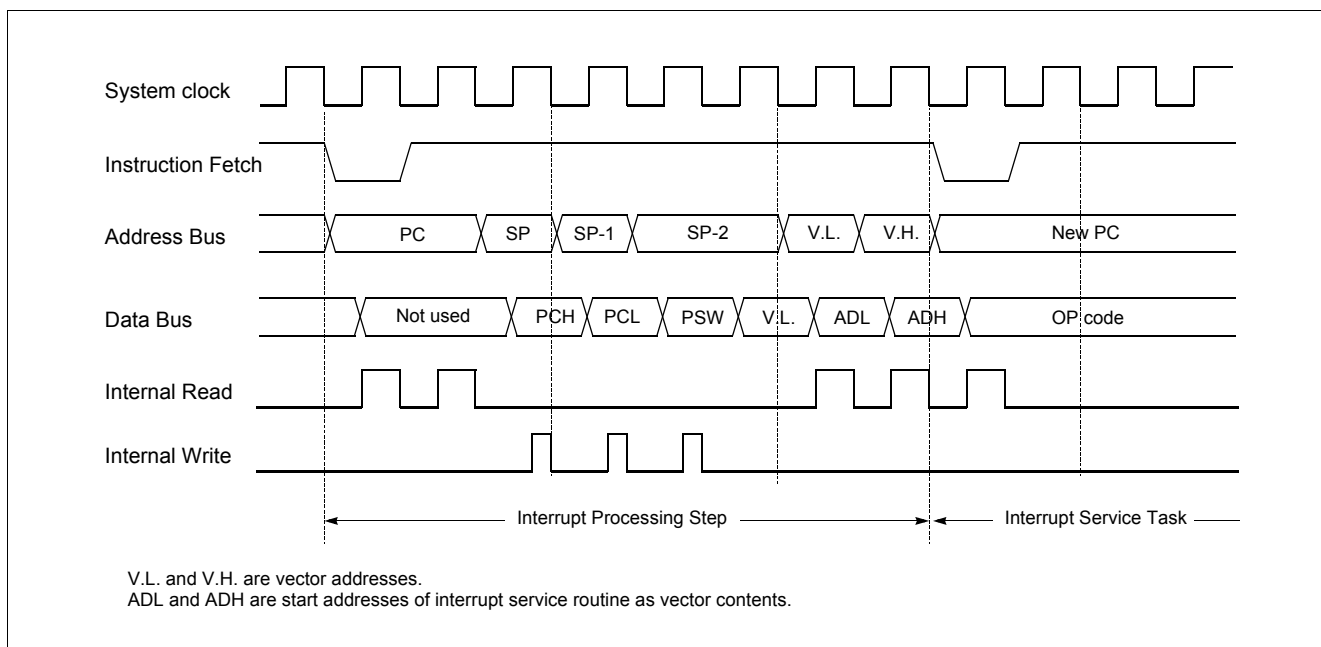 System clock
Instruction Fetch
Address Bus PC SP SP-1 SP-2 V.L. V.H. New PC
Data Bus Not used PCH PCL PSW V.L. ADL ADH OP code
Internal Read
Internal Write
Interrupt Processing Step Interrupt Service Task
V.L. and V.H. are vector addresses.
ADL and ADH are start addresses of interrupt service routine as vector contents.